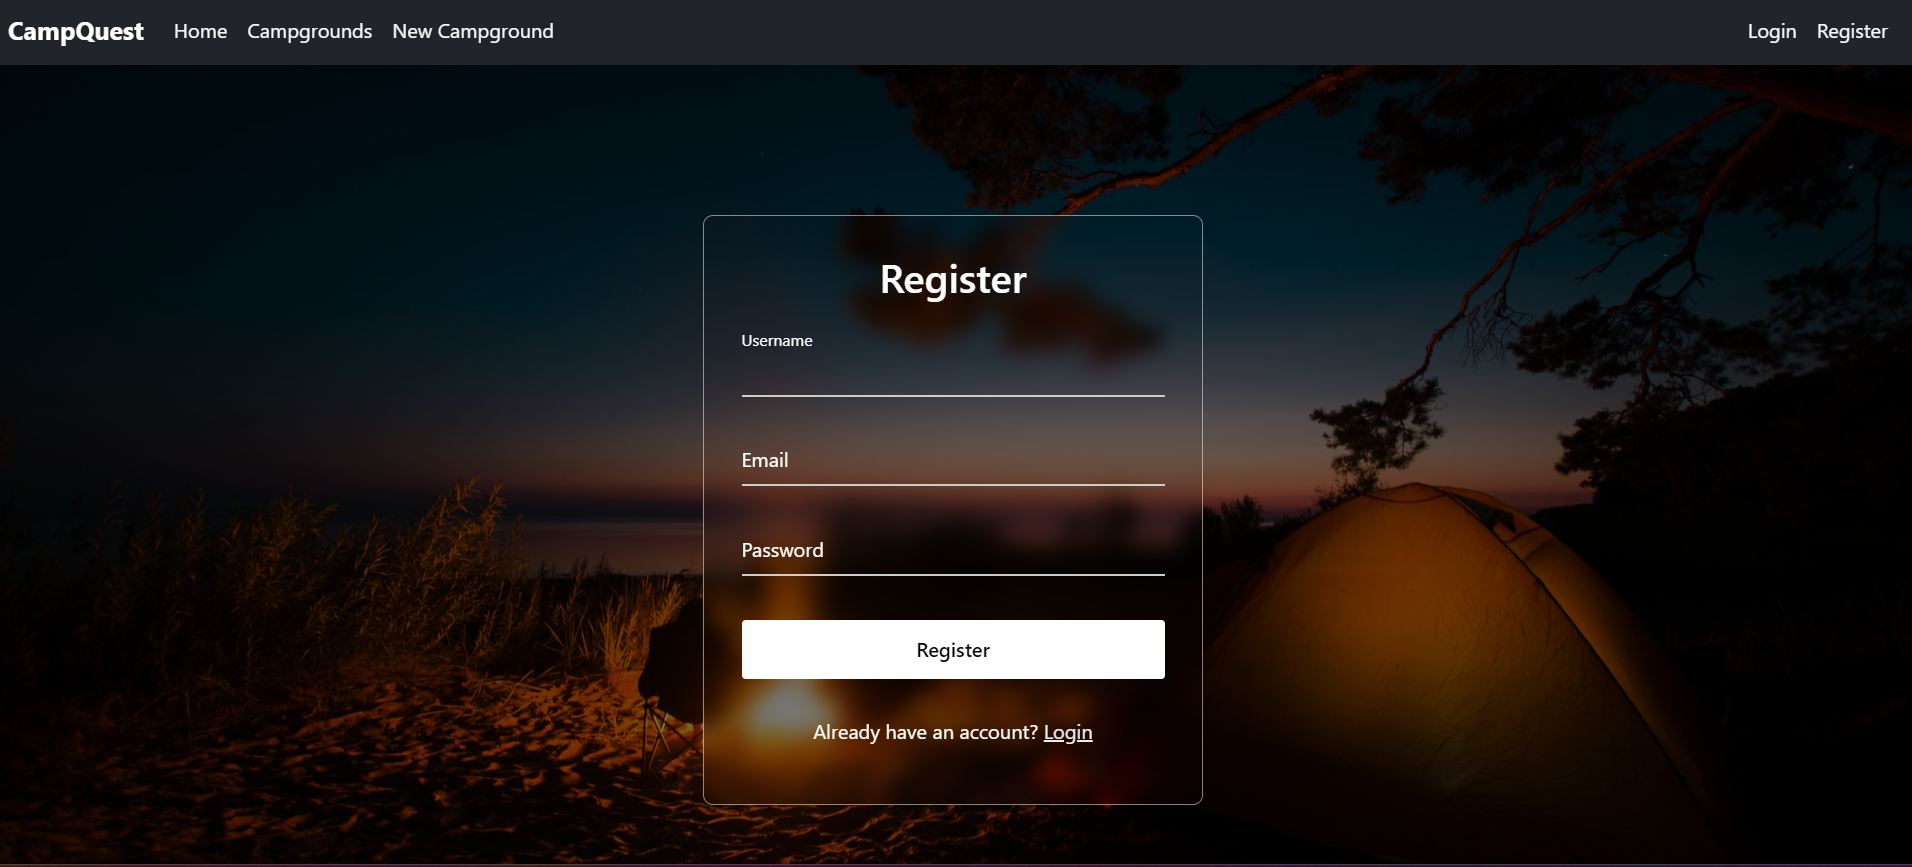 CampQuest Home Campgrounds New Campground Login Register
Register
Username
Email
Password
Register
Already have an account? Login